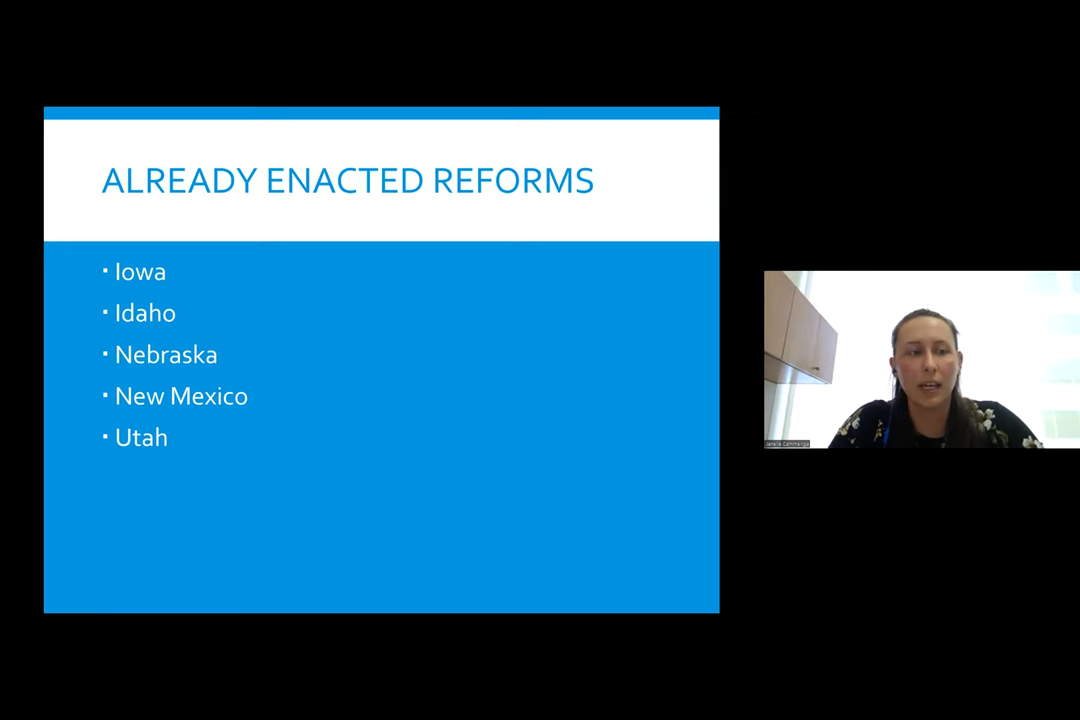 ALREADY ENACTED REFORMS
▪ Iowa
▪ Idaho
▪ Nebraska
▪ New Mexico
▪ Utah